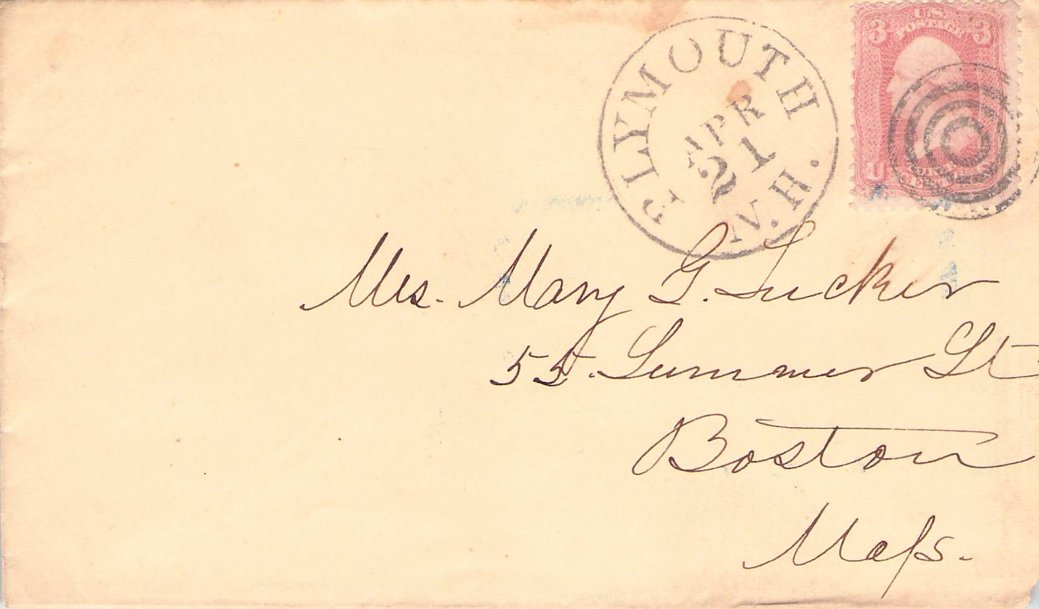 PLYMOUTH
APR
21
N.H.
3 U.S. 3
POSTAGE
U
Mrs. Mary G. Tucker
55. Summer St
Boston
Maſs.